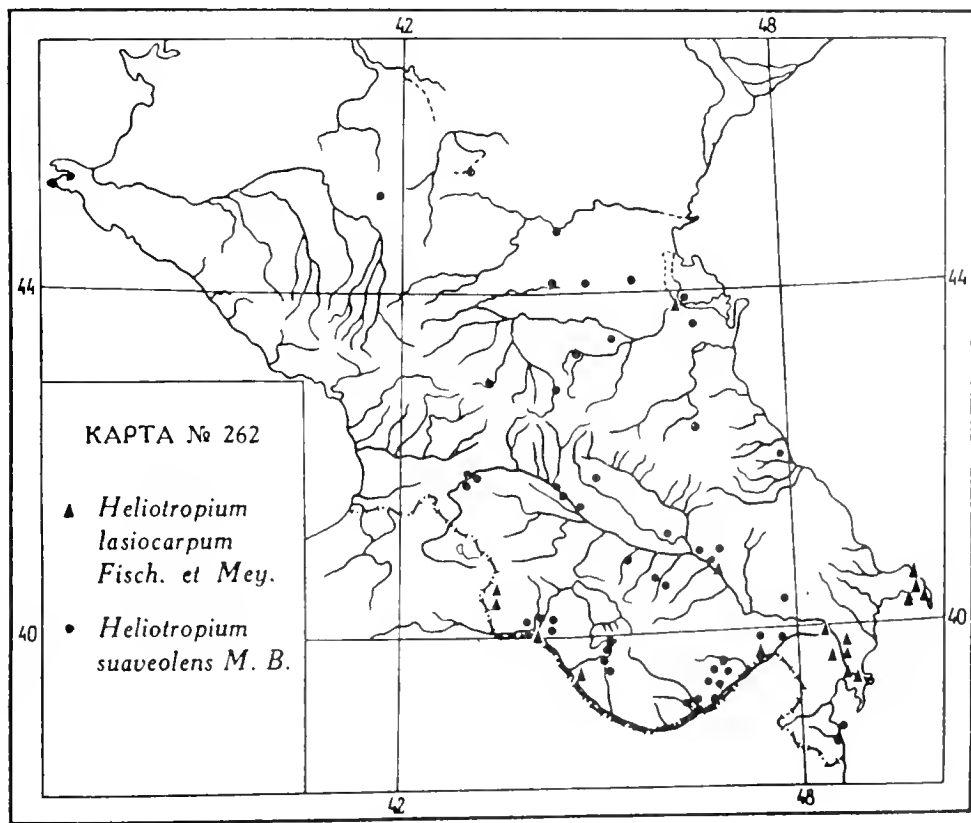 42 48
44 44
КАРТА № 262
Heliotropium
lasiocarpum
Fisch. et Mey.
Heliotropium
suaveolens M. B.
40 40
42 48